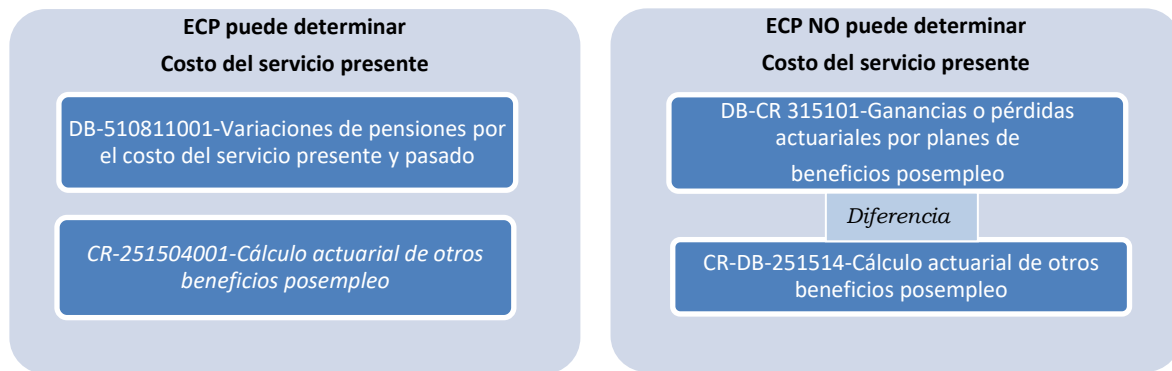 ECP puede determinar
Costo del servicio presente
DB-510811001-Variaciones de pensiones por
el costo del servicio presente y pasado
CR-251504001-Cálculo actuarial de otros
beneficios posempleo
ECP NO puede determinar
Costo del servicio presente
DB-CR 315101-Ganancias o pérdidas
actuariales por planes de
beneficios posempleo
Diferencia
CR-DB-251514-Cálculo actuarial de otros
beneficios posempleo